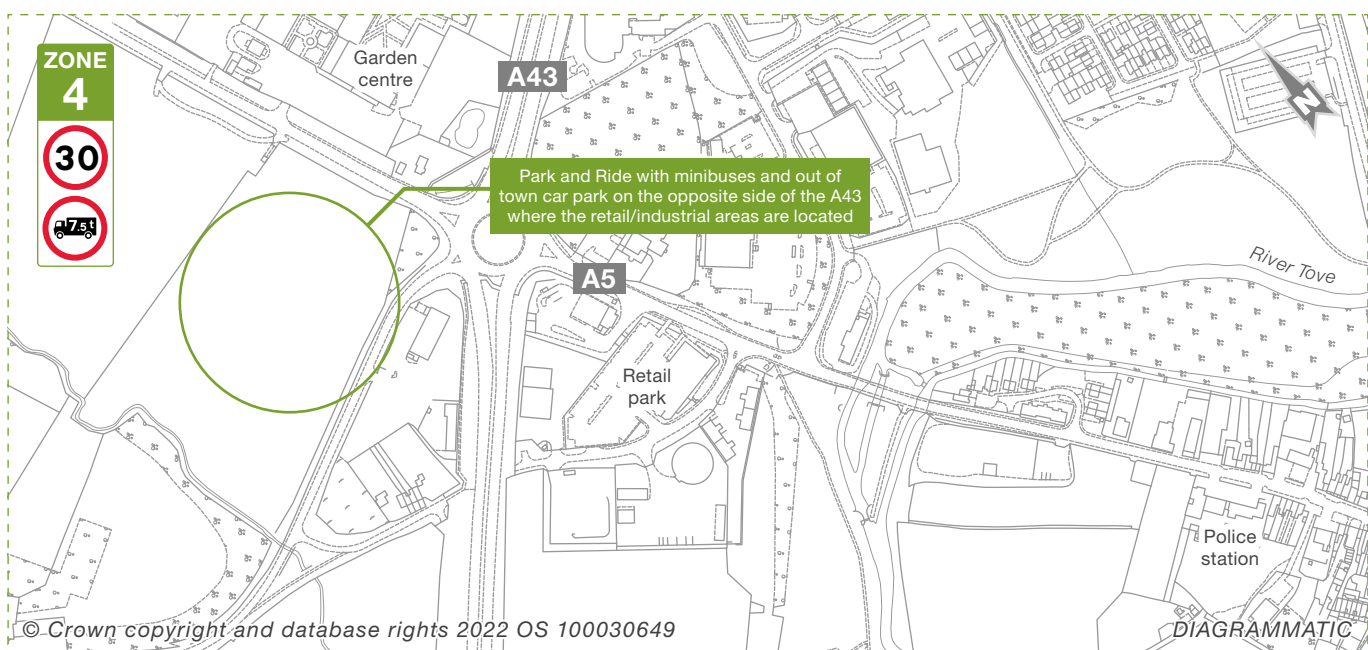 ZONE
4
30
7.5t
Garden
centre
A43
N
Park and Ride with minibuses and out of
town car park on the opposite side of the A43
where the retail/industrial areas are located
A5
River Tove
Retail
park
Police
station
© Crown copyright and database rights 2022 OS 100030649
DIAGRAMMATIC